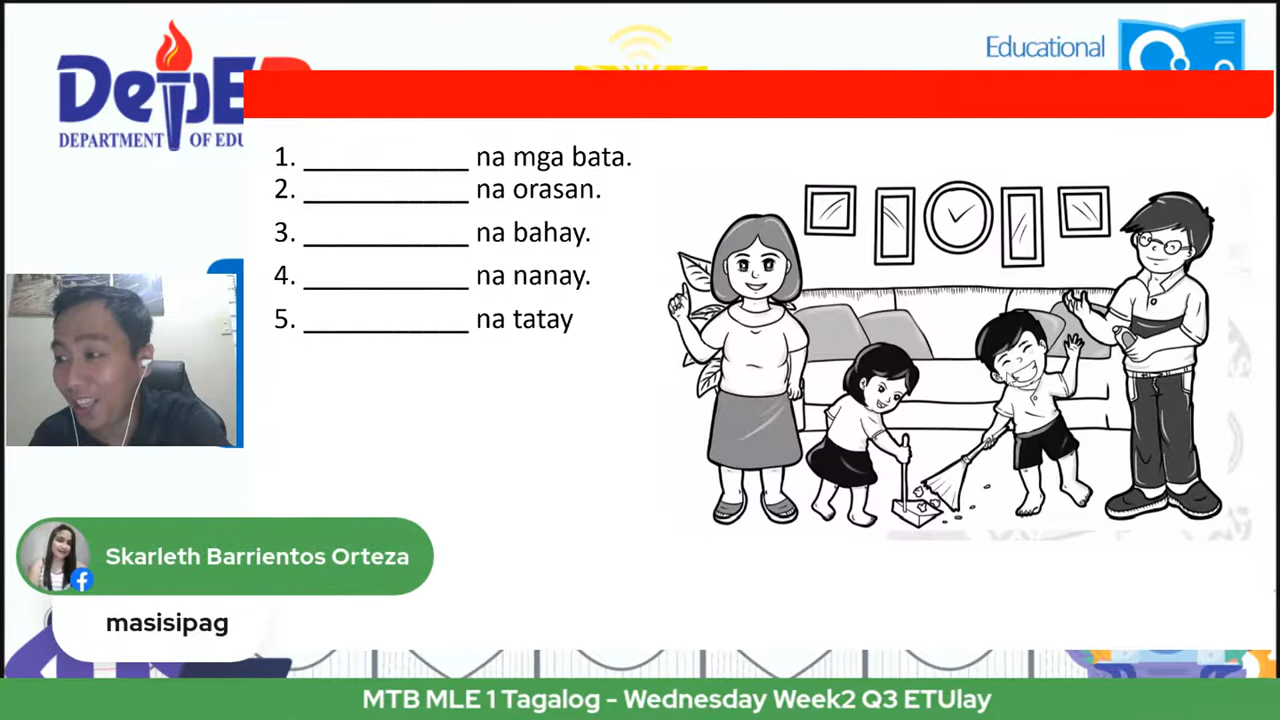 DepE
DEPARTMENT OF EDU
Educational
1. ____________ na mga bata.
2. ____________ na orasan.
3. ____________ na bahay.
4. ____________ na nanay.
5. ____________ na tatay
Skarleth Barrientos Orteza
masisipag
MTB MLE 1 Tagalog - Wednesday Week2 Q3 ETUlay